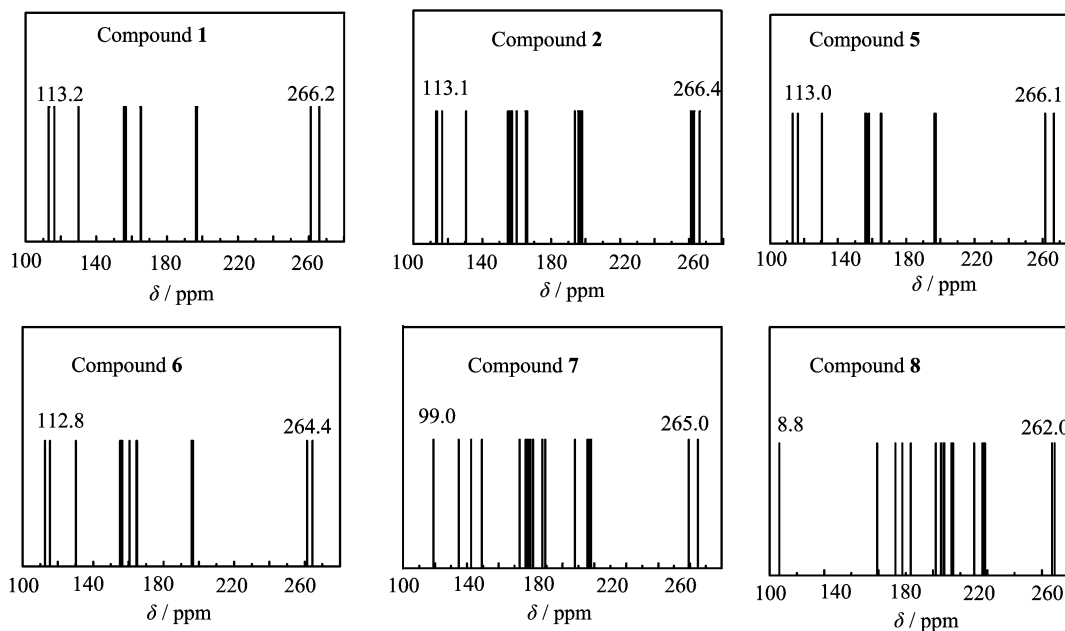 Compound 1
113.2 266.2
100 140 180 220 260
δ / ppm
Compound 2
113.1 266.4
100 140 180 220 260
δ / ppm
Compound 5
113.0 266.1
100 140 180 220 260
δ / ppm
Compound 6
112.8 264.4
100 140 180 220 260
δ / ppm
Compound 7
99.0 265.0
100 140 180 220 260
δ / ppm
Compound 8
8.8 262.0
100 140 180 220 260
δ / ppm